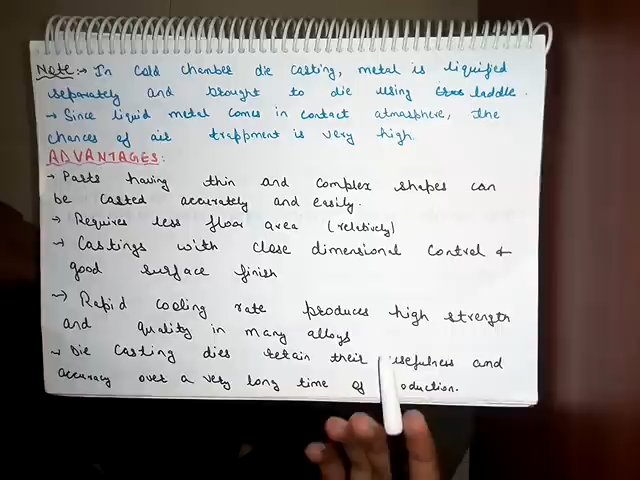 Note:→ In cold chamber die casting, metal is liquified
separately and brought to die using laddle.
→ Since liquid metal comes in contact atmosphere, the
chances of air trappment is very high.
ADVANTAGES:
→ Parts having thin and complex shapes can
be casted accurately and easily.
→ Requires less floor area (relatively)
→ Castings with close dimensional control &
good surface finish
→ Rapid cooling rate produces high strength
and quality in many alloys
→ Die casting dies retain their usefulness and
accuracy over a very long time of production.